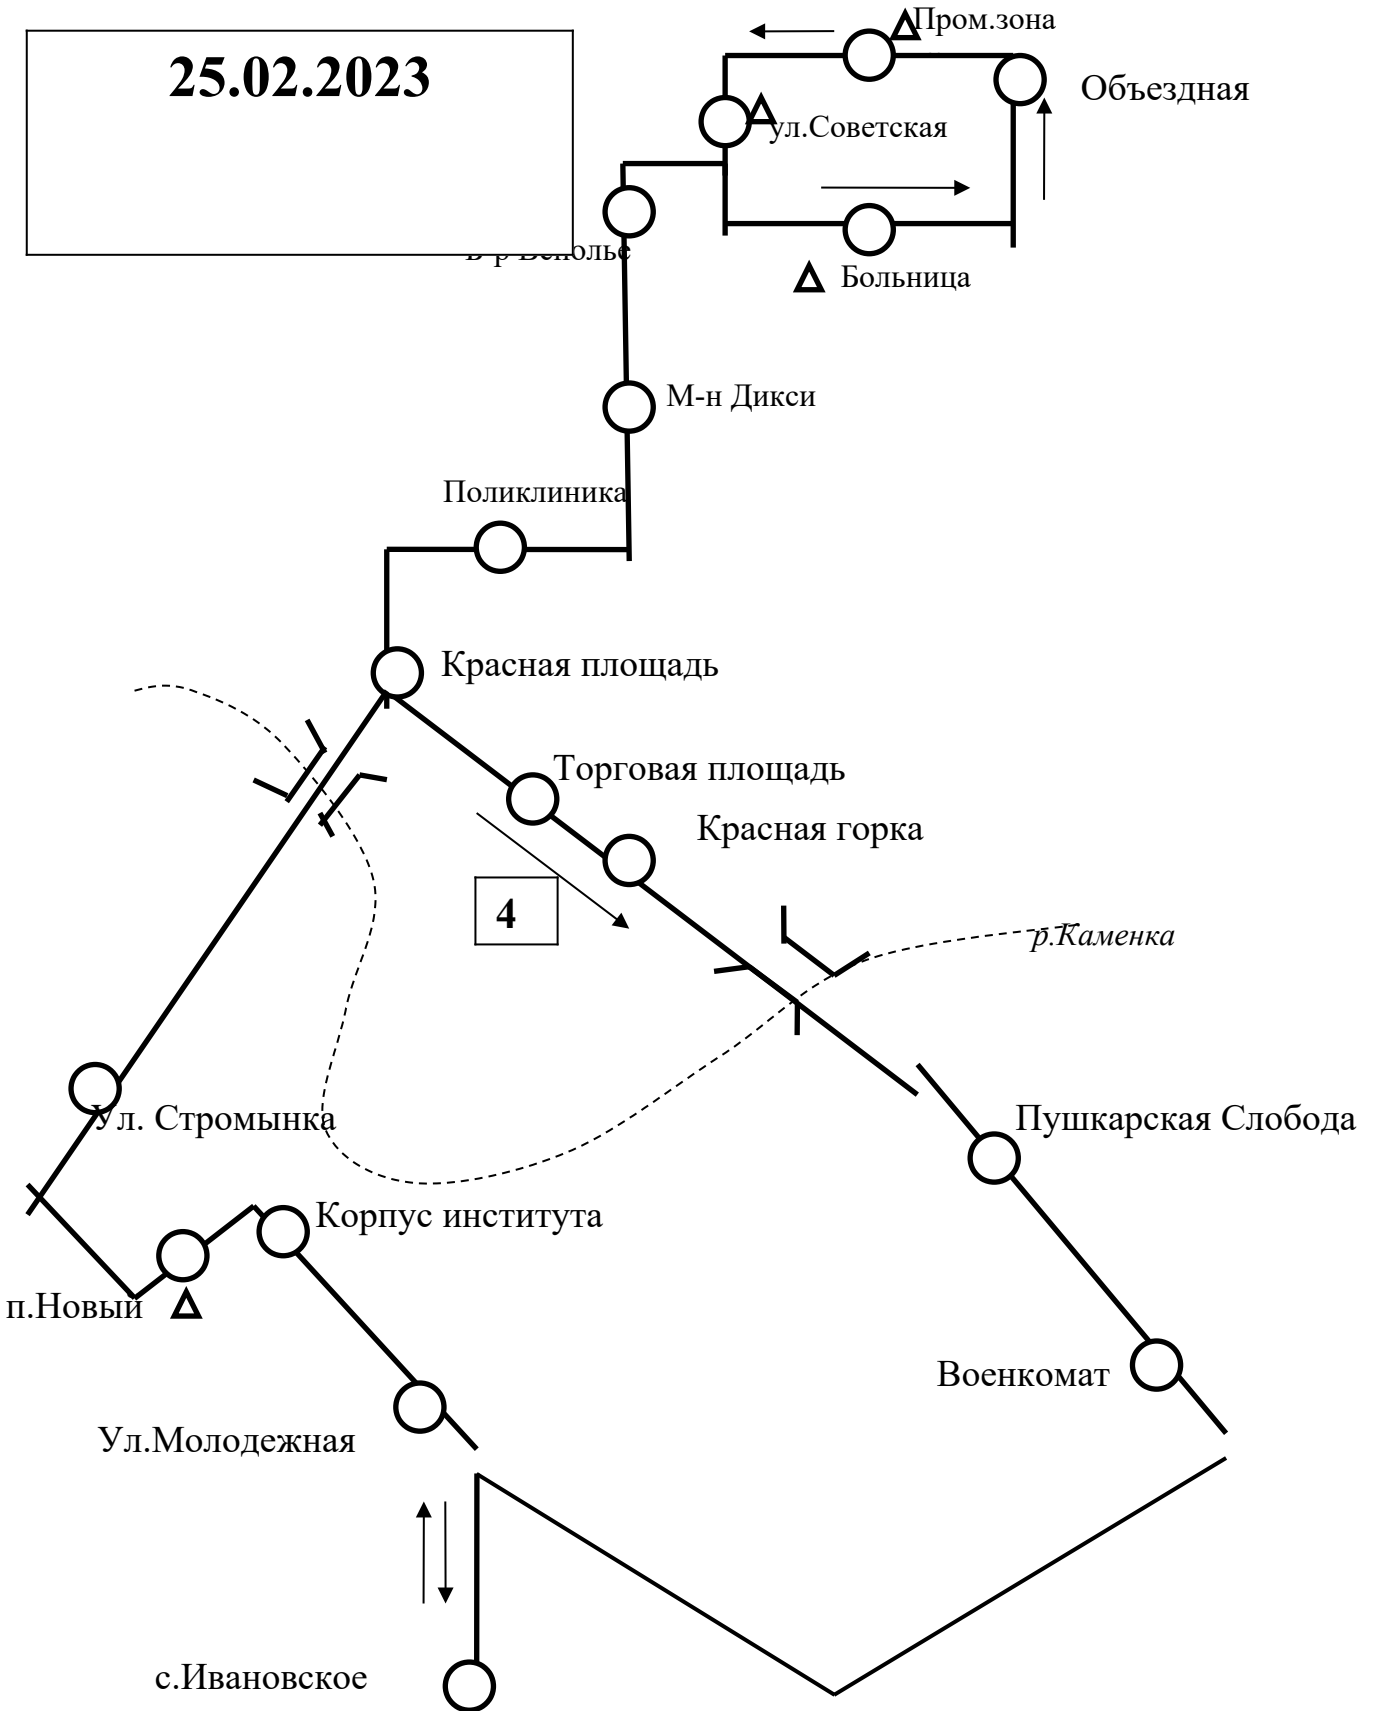 Пром.зона
25.02.2023
Объездная
ул.Советская
Больница
М-н Дикси
Поликлиника
Красная площадь
Торговая площадь
Красная горка
4
р.Каменка
Ул. Стромынка
Пушкарская Слобода
Корпус института
п.Новый
Военкомат
Ул.Молодежная
с.Ивановское